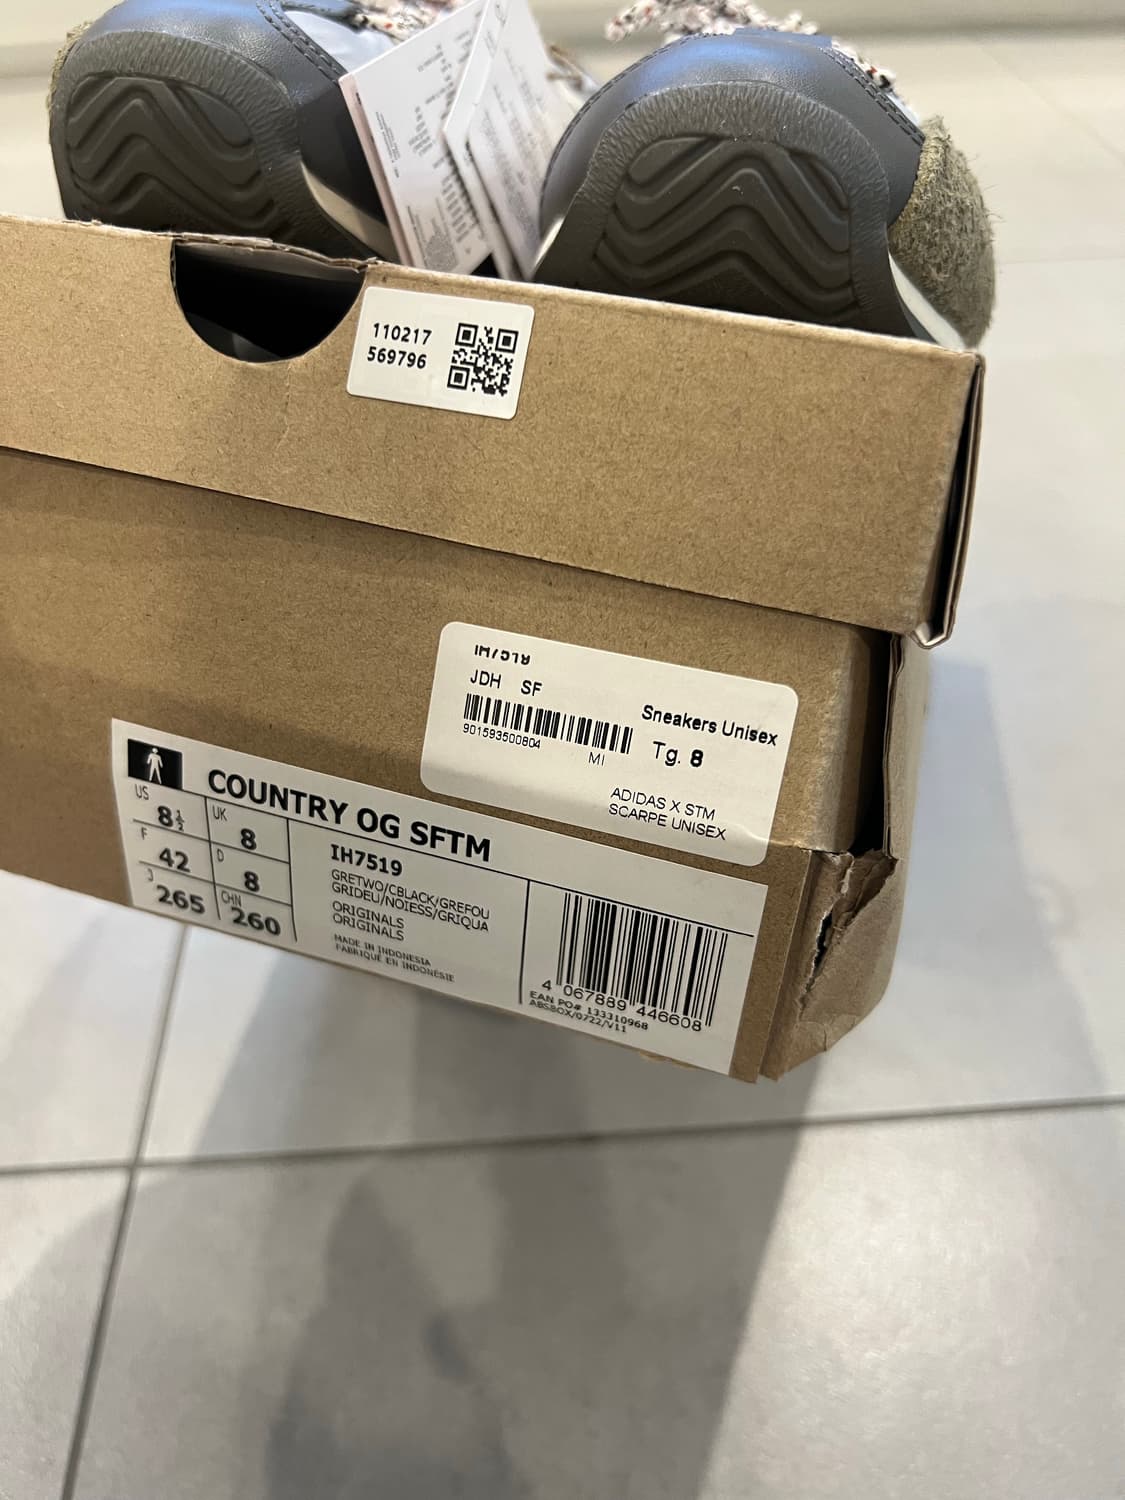 110217
569796
IH7519
JDH SF
901593500804
MI
Sneakers Unisex
Tg. 8
ADIDAS X STM
SCARPE UNISEX
COUNTRY OG SFTM
US
8½
UK
8
F
42
D
8
J
265
CHN
260
IH7519
GRETWO/CBLACK/GREFOU
GRIDEU/NOIESS/GRIQUA
ORIGINALS
ORIGINALS
MADE IN INDONESIA
FABRIQUÉ EN INDONÉSIE
4 067889 446608
EAN PO# 133310968
ABSBOX/0722/V11